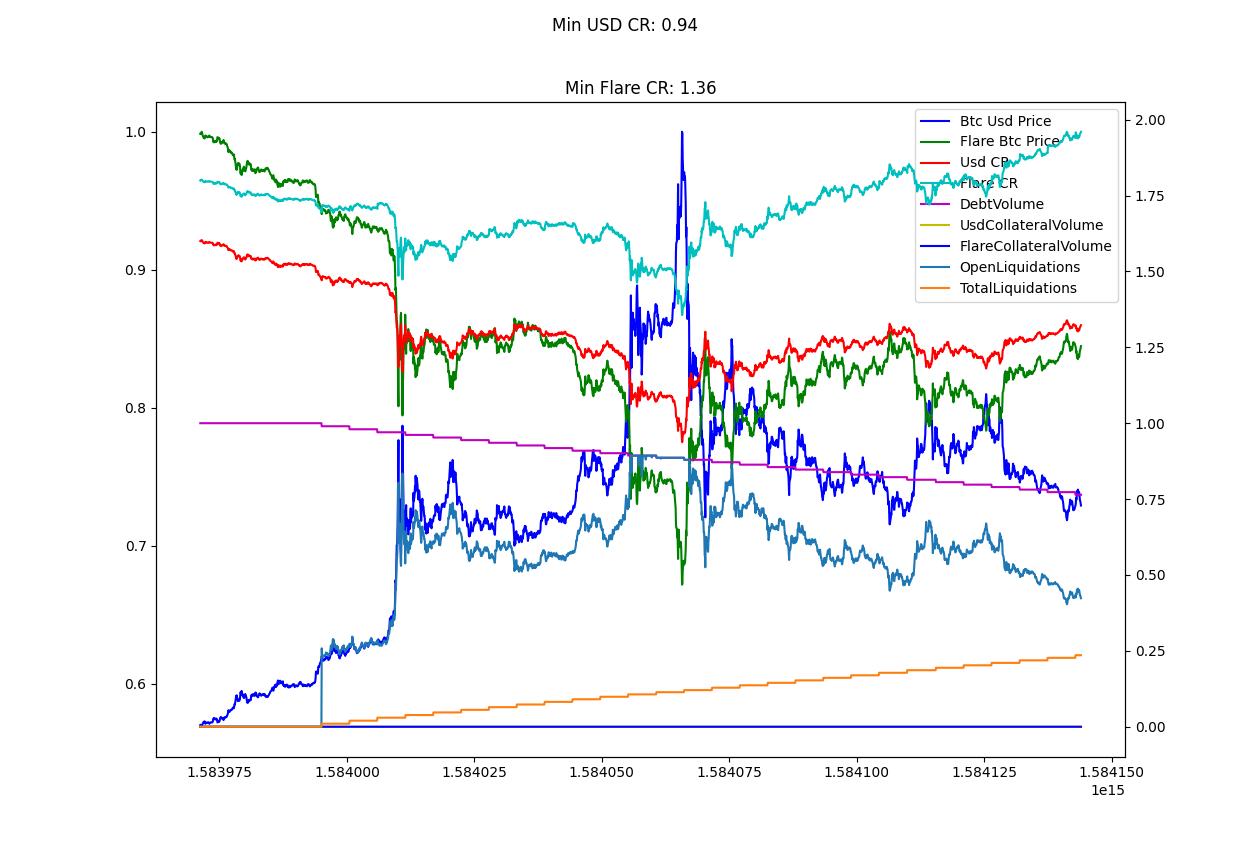 Min USD CR: 0.94
Min Flare CR: 1.36
Btc Usd Price
Flare Btc Price
Usd CR
Flare CR
DebtVolume
UsdCollateralVolume
FlareCollateralVolume
OpenLiquidations
TotalLiquidations
1.0
0.9
0.8
0.7
0.6
2.00
1.75
1.50
1.25
1.00
0.75
0.50
0.25
0.00
1.583975 1.584000 1.584025 1.584050 1.584075 1.584100 1.584125 1.584150
1e15